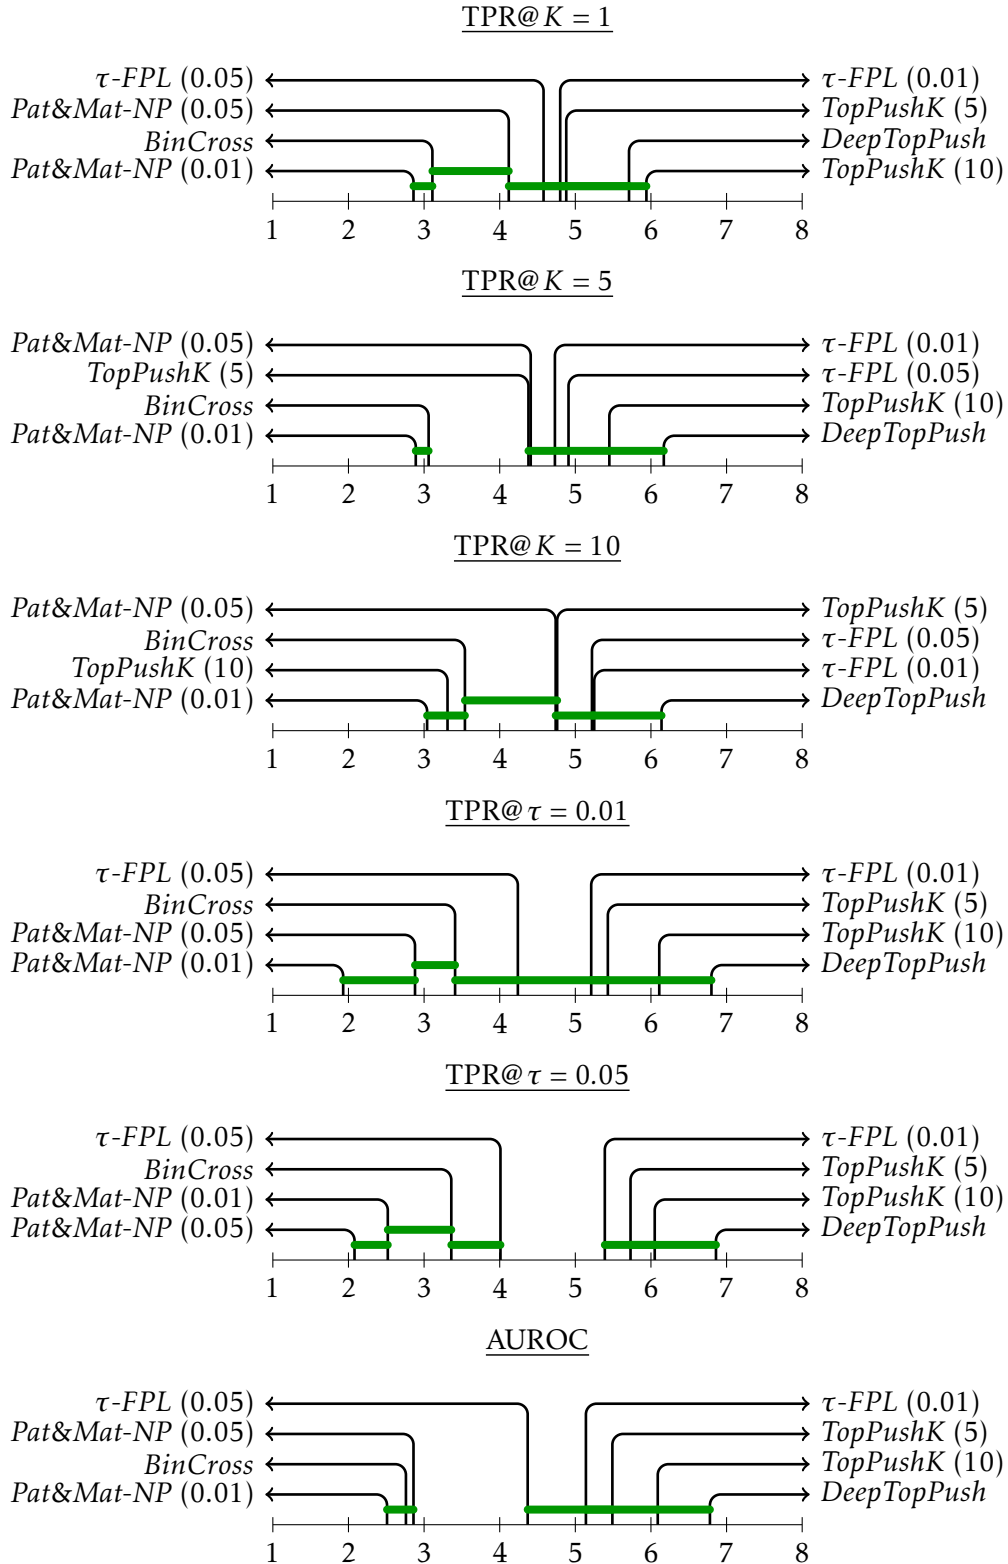 TPR@K = 1
τ-FPL (0.05) τ-FPL (0.01)
Pat&Mat-NP (0.05) TopPushK (5)
BinCross DeepTopPush
Pat&Mat-NP (0.01) TopPushK (10)
1 2 3 4 5 6 7 8
TPR@K = 5
Pat&Mat-NP (0.05) τ-FPL (0.01)
TopPushK (5) τ-FPL (0.05)
BinCross TopPushK (10)
Pat&Mat-NP (0.01) DeepTopPush
1 2 3 4 5 6 7 8
TPR@K = 10
Pat&Mat-NP (0.05) TopPushK (5)
BinCross τ-FPL (0.05)
TopPushK (10) τ-FPL (0.01)
Pat&Mat-NP (0.01) DeepTopPush
1 2 3 4 5 6 7 8
TPR@τ = 0.01
τ-FPL (0.05) τ-FPL (0.01)
BinCross TopPushK (5)
Pat&Mat-NP (0.05) TopPushK (10)
Pat&Mat-NP (0.01) DeepTopPush
1 2 3 4 5 6 7 8
TPR@τ = 0.05
τ-FPL (0.05) τ-FPL (0.01)
BinCross TopPushK (5)
Pat&Mat-NP (0.01) TopPushK (10)
Pat&Mat-NP (0.05) DeepTopPush
1 2 3 4 5 6 7 8
AUROC
τ-FPL (0.05) τ-FPL (0.01)
Pat&Mat-NP (0.05) TopPushK (5)
BinCross TopPushK (10)
Pat&Mat-NP (0.01) DeepTopPush
1 2 3 4 5 6 7 8